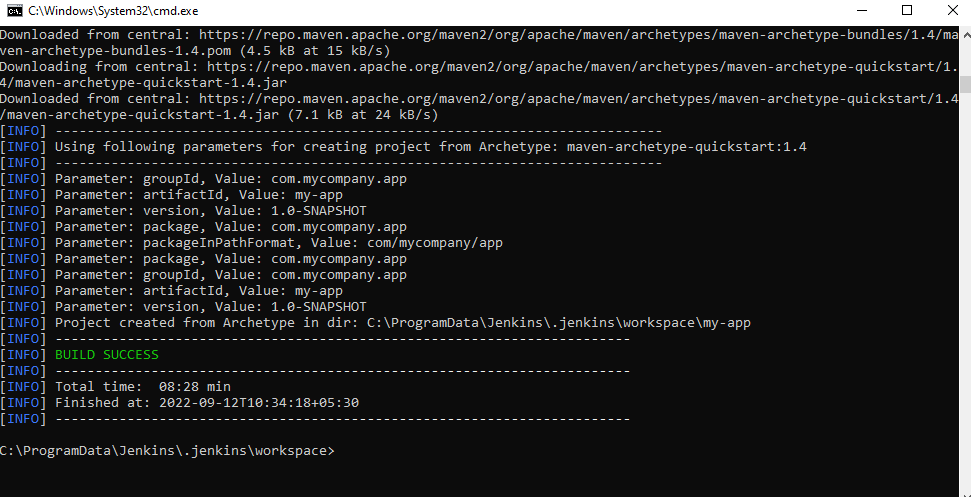 C:\Windows\System32\cmd.exe
Downloaded from central: https://repo.maven.apache.org/maven2/org/apache/maven/archetypes/maven-archetype-bundles/1.4/ma
ven-archetype-bundles-1.4.pom (4.5 kB at 15 kB/s)
Downloading from central: https://repo.maven.apache.org/maven2/org/apache/maven/archetypes/maven-archetype-quickstart/1.
4/maven-archetype-quickstart-1.4.jar
Downloaded from central: https://repo.maven.apache.org/maven2/org/apache/maven/archetypes/maven-archetype-quickstart/1.4
/maven-archetype-quickstart-1.4.jar (7.1 kB at 24 kB/s)
[INFO] ----------------------------------------------------------------------------
[INFO] Using following parameters for creating project from Archetype: maven-archetype-quickstart:1.4
[INFO] ----------------------------------------------------------------------------
[INFO] Parameter: groupId, Value: com.mycompany.app
[INFO] Parameter: artifactId, Value: my-app
[INFO] Parameter: version, Value: 1.0-SNAPSHOT
[INFO] Parameter: package, Value: com.mycompany.app
[INFO] Parameter: packageInPathFormat, Value: com/mycompany/app
[INFO] Parameter: package, Value: com.mycompany.app
[INFO] Parameter: groupId, Value: com.mycompany.app
[INFO] Parameter: artifactId, Value: my-app
[INFO] Parameter: version, Value: 1.0-SNAPSHOT
[INFO] Project created from Archetype in dir: C:\ProgramData\Jenkins\.jenkins\workspace\my-app
[INFO] ------------------------------------------------------------------------
[INFO] BUILD SUCCESS
[INFO] ------------------------------------------------------------------------
[INFO] Total time:  08:28 min
[INFO] Finished at: 2022-09-12T10:34:18+05:30
[INFO] ------------------------------------------------------------------------
C:\ProgramData\Jenkins\.jenkins\workspace>